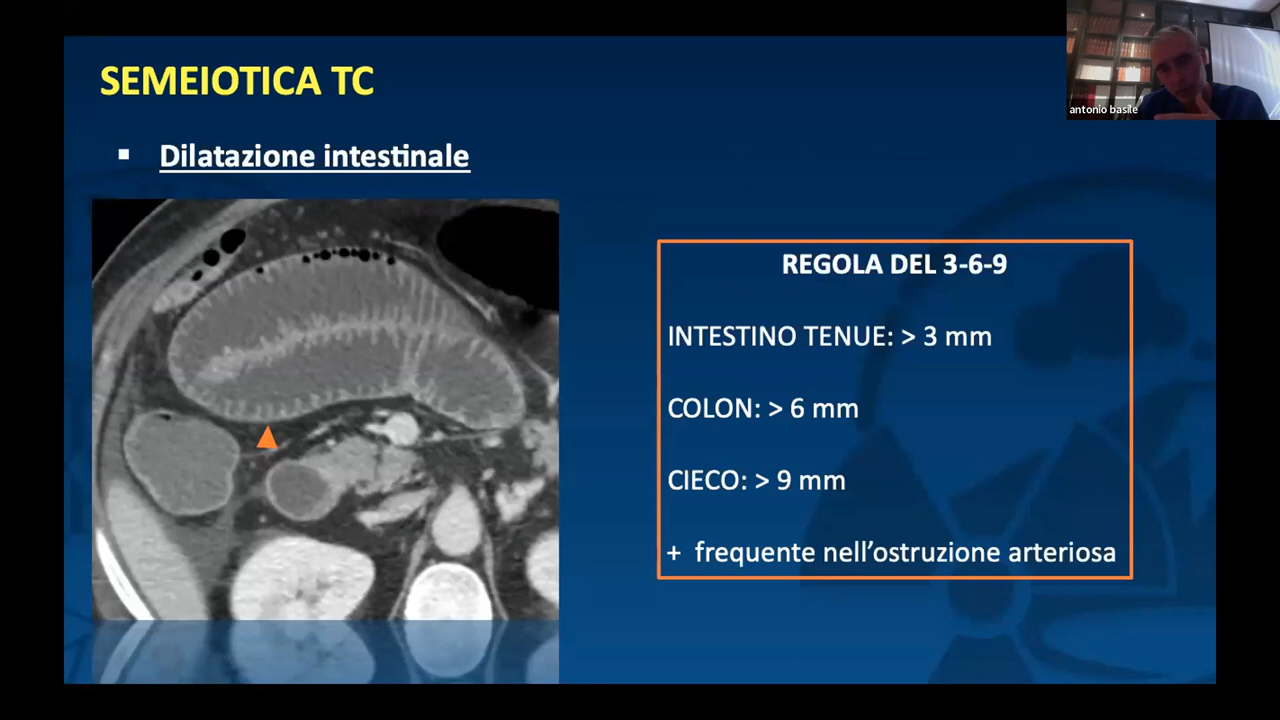 SEMEIOTICA TC
antonio basile
▪ Dilatazione intestinale
REGOLA DEL 3-6-9
INTESTINO TENUE: > 3 mm
COLON: > 6 mm
CIECO: > 9 mm
+ frequente nell’ostruzione arteriosa